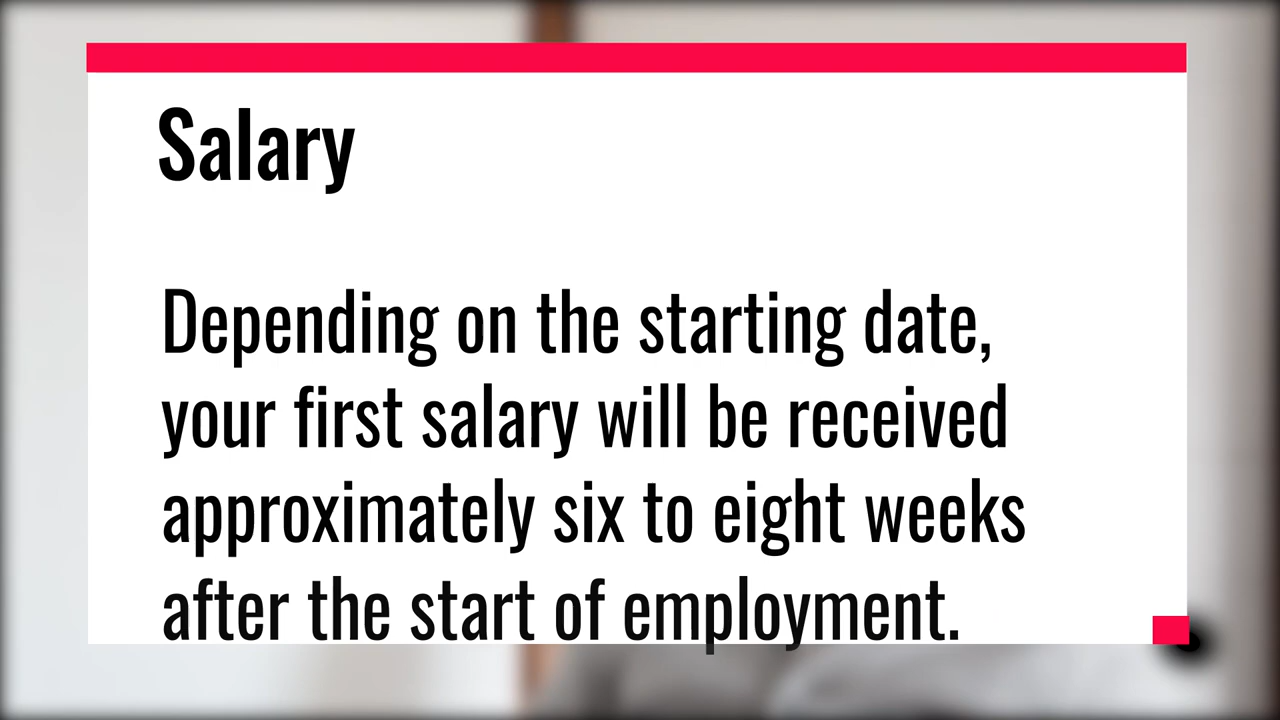 Salary
Depending on the starting date,
your first salary will be received
approximately six to eight weeks
after the start of employment.